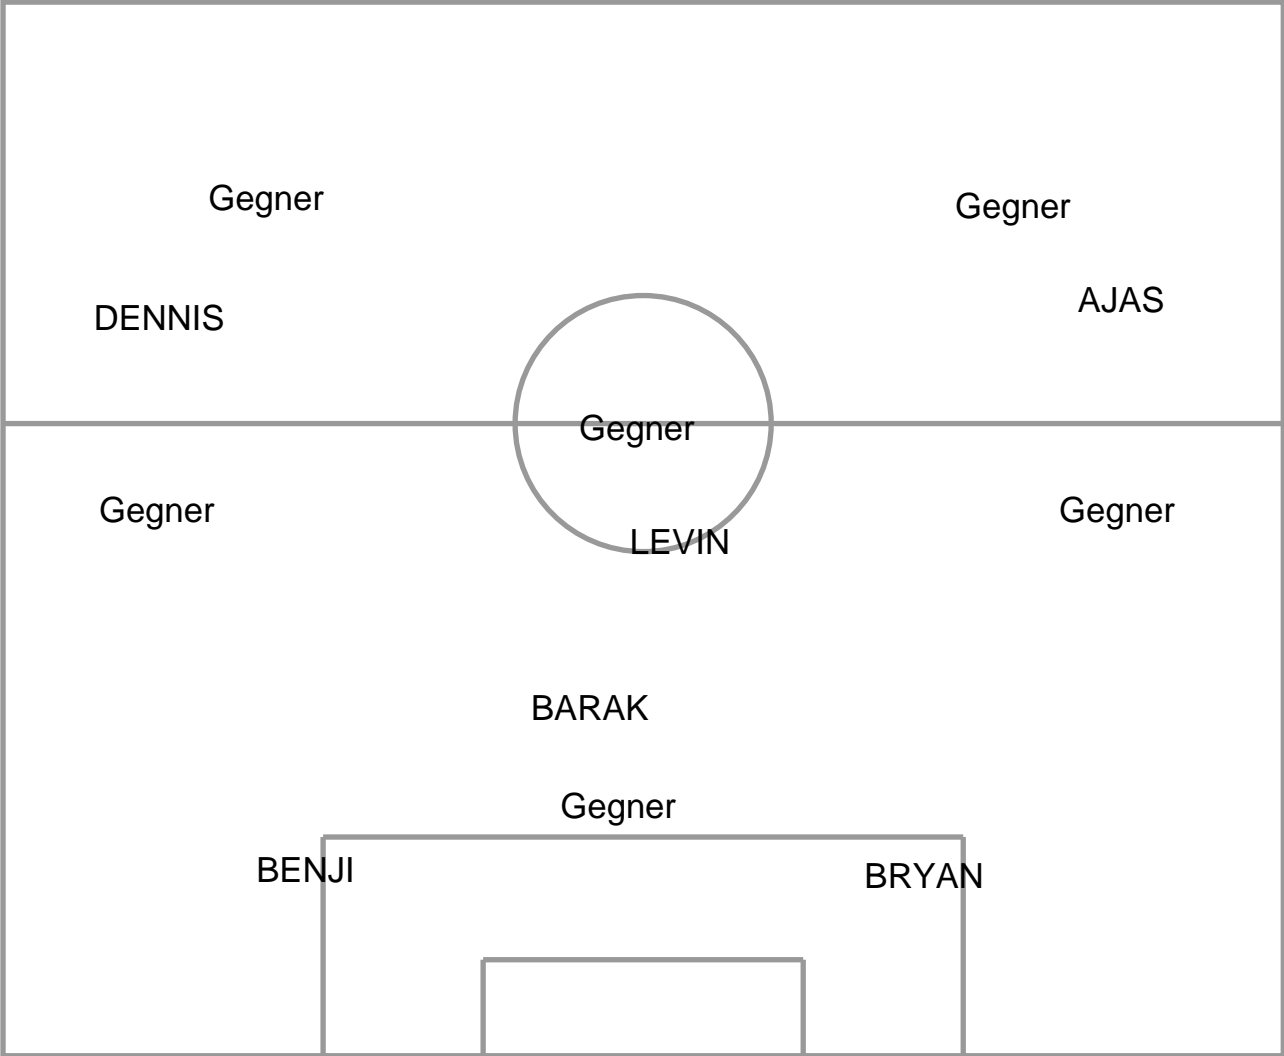 Gegner
Gegner
DENNIS
AJAS
Gegner
Gegner
Gegner
LEVIN
BARAK
Gegner
BENJI
BRYAN